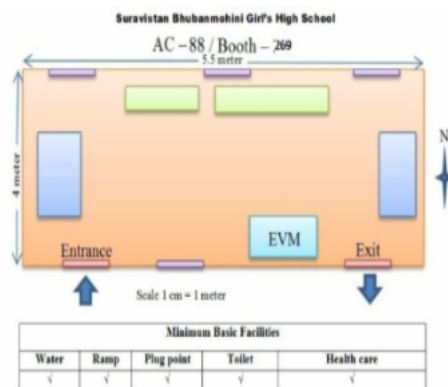 Suravistan Bhubanmohini Girl's High School
AC – 88 / Booth – 269
5.5 meter
4 meter
N
EVM
Entrance
Exit
Scale 1 cm = 1 meter
Minimum Basic Facilities
Water Ramp Plug point Toilet Health care
√ √ √ √ √